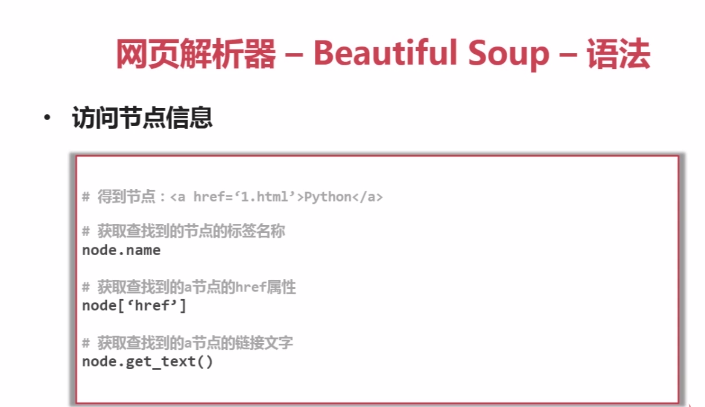 网页解析器 – Beautiful Soup – 语法
• 访问节点信息
# 得到节点：<a href=‘1.html’>Python</a>
# 获取查找到的节点的标签名称
node.name
# 获取查找到的a节点的href属性
node[‘href’]
# 获取查找到的a节点的链接文字
node.get_text()